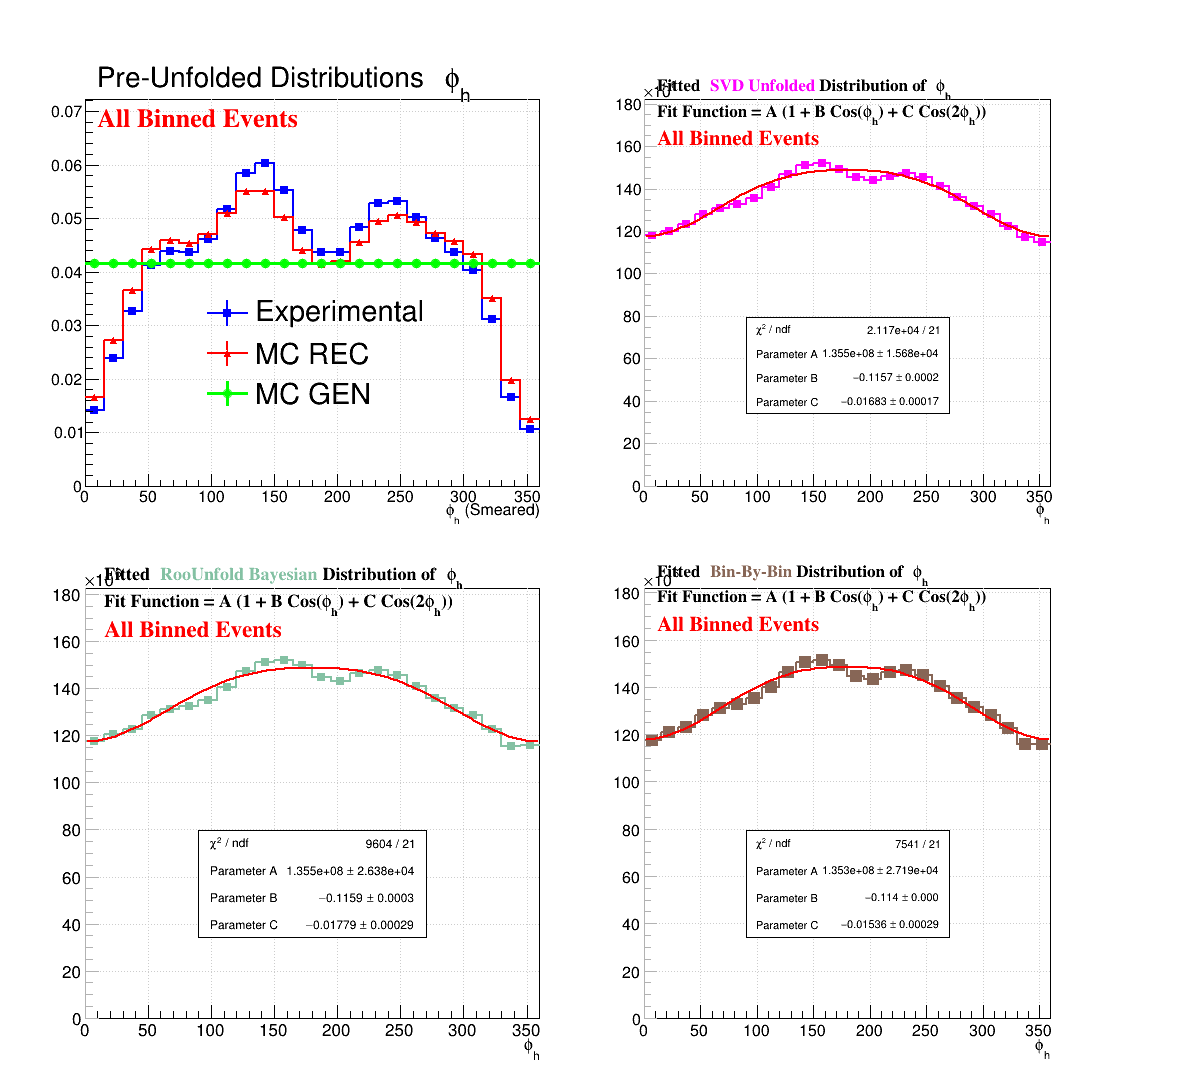 Pre-Unfolded Distributions ϕh
All Binned Events
0.07
0.06
0.05
0.04
0.03
0.02
0.01
0
Experimental
MC REC
MC GEN
0 50 100 150 200 250 300 350
ϕh (Smeared)
Fitted SVD Unfolded Distribution of ϕh
Fit Function = A (1 + B Cos(ϕh) + C Cos(2ϕh))
All Binned Events
180
160
140
120
100
80
60
40
20
0
χ² / ndf 2.117e+04 / 21
Parameter A 1.355e+08 ± 1.568e+04
Parameter B −0.1157 ± 0.0002
Parameter C −0.01683 ± 0.00017
0 50 100 150 200 250 300 350
ϕh
Fitted RooUnfold Bayesian Distribution of ϕh
Fit Function = A (1 + B Cos(ϕh) + C Cos(2ϕh))
All Binned Events
180
160
140
120
100
80
60
40
20
0
χ² / ndf 9604 / 21
Parameter A 1.355e+08 ± 2.638e+04
Parameter B −0.1159 ± 0.0003
Parameter C −0.01779 ± 0.00029
0 50 100 150 200 250 300 350
ϕh
Fitted Bin-By-Bin Distribution of ϕh
Fit Function = A (1 + B Cos(ϕh) + C Cos(2ϕh))
All Binned Events
180
160
140
120
100
80
60
40
20
0
χ² / ndf 7541 / 21
Parameter A 1.353e+08 ± 2.719e+04
Parameter B −0.114 ± 0.000
Parameter C −0.01536 ± 0.00029
0 50 100 150 200 250 300 350
ϕh